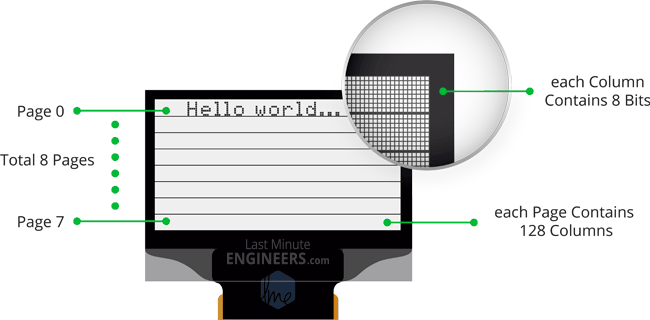 Hello world...
each Column
Contains 8 Bits
Page 0
Total 8 Pages
Page 7
each Page Contains
128 Columns
Last Minute
ENGINEERS.com
lme